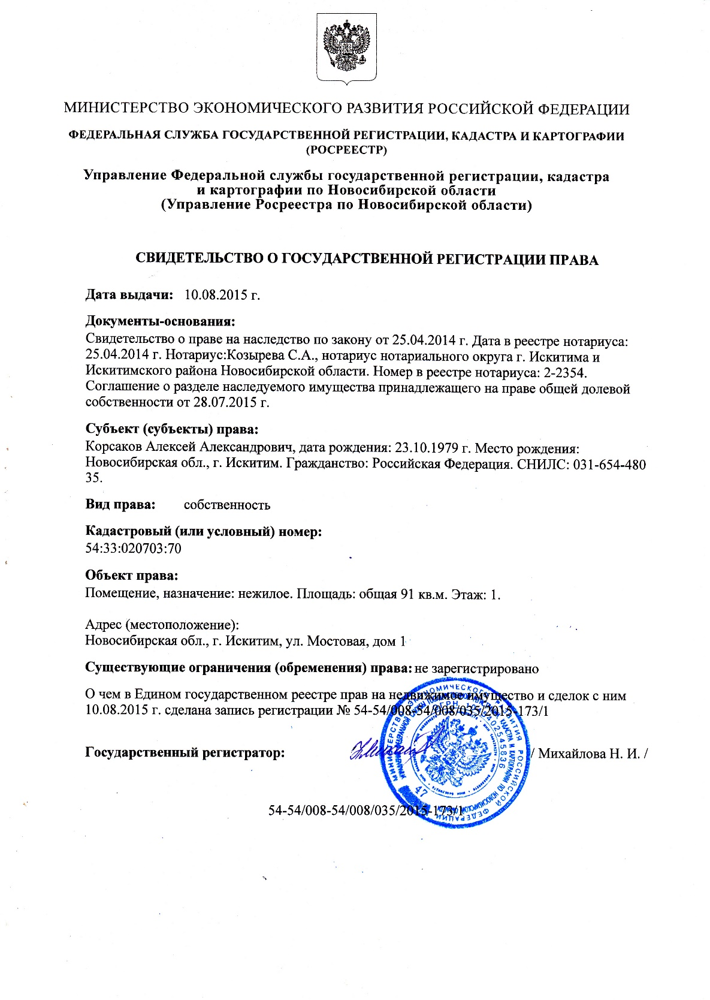 МИНИСТЕРСТВО ЭКОНОМИЧЕСКОГО РАЗВИТИЯ РОССИЙСКОЙ ФЕДЕРАЦИИ
ФЕДЕРАЛЬНАЯ СЛУЖБА ГОСУДАРСТВЕННОЙ РЕГИСТРАЦИИ, КАДАСТРА И КАРТОГРАФИИ
(РОСРЕЕСТР)
Управление Федеральной службы государственной регистрации, кадастра
и картографии по Новосибирской области
(Управление Росреестра по Новосибирской области)
СВИДЕТЕЛЬСТВО О ГОСУДАРСТВЕННОЙ РЕГИСТРАЦИИ ПРАВА
Дата выдачи: 10.08.2015 г.
Документы-основания:
Свидетельство о праве на наследство по закону от 25.04.2014 г. Дата в реестре нотариуса:
25.04.2014 г. Нотариус:Козырева С.А., нотариус нотариального округа г. Искитима и
Искитимского района Новосибирской области. Номер в реестре нотариуса: 2-2354.
Соглашение о разделе наследуемого имущества принадлежащего на праве общей долевой
собственности от 28.07.2015 г.
Субъект (субъекты) права:
Корсаков Алексей Александрович, дата рождения: 23.10.1979 г. Место рождения:
Новосибирская обл., г. Искитим. Гражданство: Российская Федерация. СНИЛС: 031-654-480
35.
Вид права: собственность
Кадастровый (или условный) номер:
54:33:020703:70
Объект права:
Помещение, назначение: нежилое. Площадь: общая 91 кв.м. Этаж: 1.
Адрес (местоположение):
Новосибирская обл., г. Искитим, ул. Мостовая, дом 1
Существующие ограничения (обременения) права: не зарегистрировано
О чем в Едином государственном реестре прав на недвижимое имущество и сделок с ним
10.08.2015 г. сделана запись регистрации № 54-54/008-54/008/035/2015-173/1
Государственный регистратор: / Михайлова Н. И. /
МИНИСТЕРСТВО ЭКОНОМИЧЕСКОГО РАЗВИТИЯ РОССИЙСКОЙ ФЕДЕРАЦИИ
47
54-54/008-54/008/035/2015-173/1